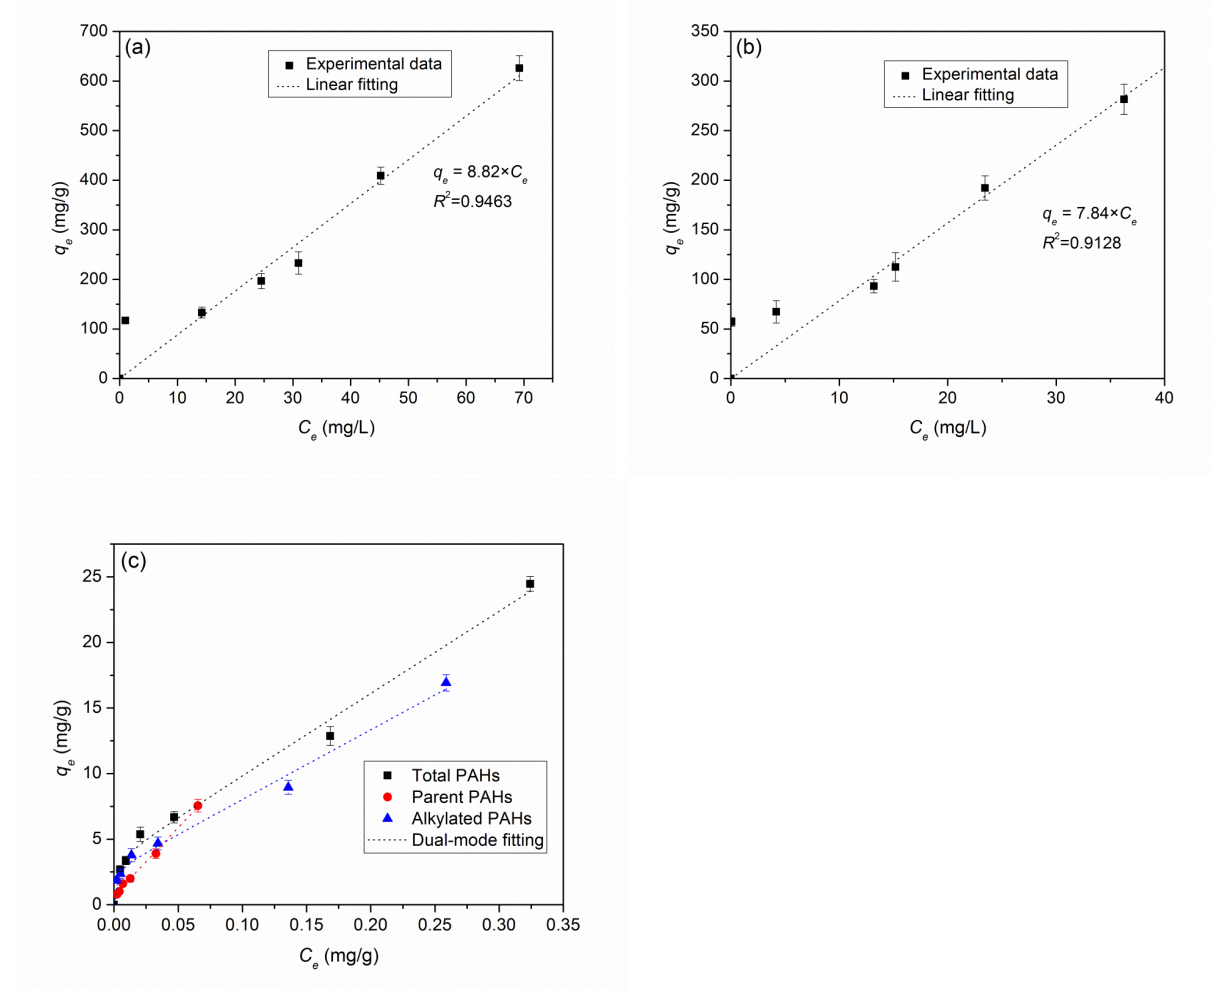 (a)
Experimental data
Linear fitting
700
600
500
400
300
200
100
0
qe = 8.82×Ce
R2=0.9463
qe (mg/g)
0 10 20 30 40 50 60 70
Ce (mg/L)
(b)
Experimental data
Linear fitting
350
300
250
200
150
100
50
0
qe = 7.84×Ce
R2=0.9128
qe (mg/g)
0 10 20 30 40
Ce (mg/L)
(c)
25
20
15
10
5
0
qe (mg/g)
Total PAHs
Parent PAHs
Alkylated PAHs
Dual-mode fitting
0.00 0.05 0.10 0.15 0.20 0.25 0.30 0.35
Ce (mg/g)